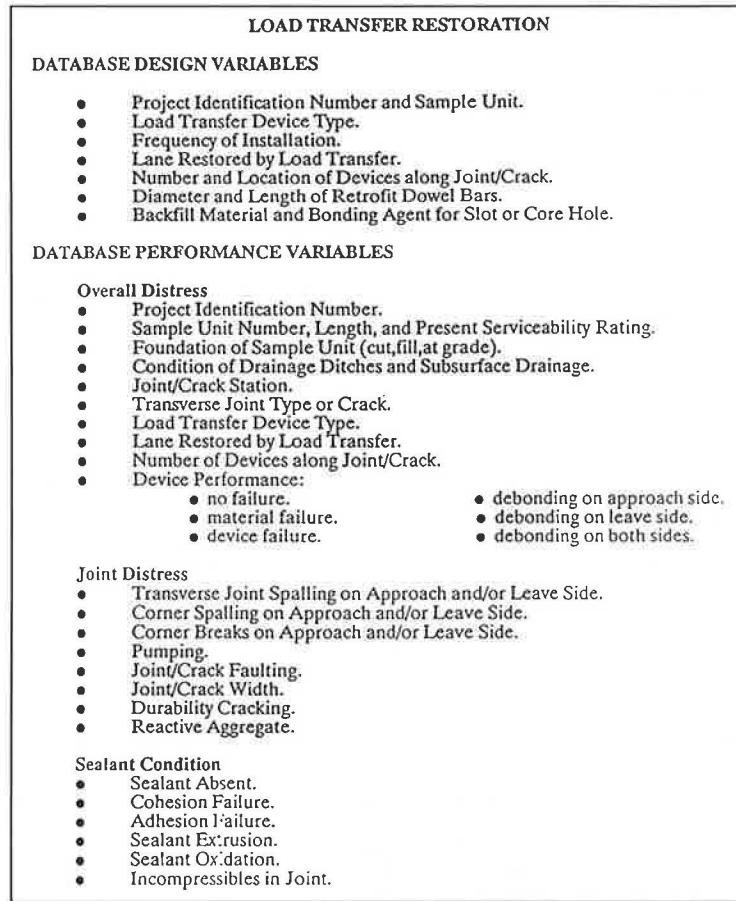 LOAD TRANSFER RESTORATION
DATABASE DESIGN VARIABLES
● Project Identification Number and Sample Unit.
● Load Transfer Device Type.
● Frequency of Installation.
● Lane Restored by Load Transfer.
● Number and Location of Devices along Joint/Crack.
● Diameter and Length of Retrofit Dowel Bars.
● Backfill Material and Bonding Agent for Slot or Core Hole.
DATABASE PERFORMANCE VARIABLES
Overall Distress
● Project Identification Number.
● Sample Unit Number, Length, and Present Serviceability Rating.
● Foundation of Sample Unit (cut,fill,at grade).
● Condition of Drainage Ditches and Subsurface Drainage.
● Joint/Crack Station.
● Transverse Joint Type or Crack.
● Load Transfer Device Type.
● Lane Restored by Load Transfer.
● Number of Devices along Joint/Crack.
● Device Performance:
● no failure. ● debonding on approach side.
● material failure. ● debonding on leave side.
● device failure. ● debonding on both sides.
Joint Distress
● Transverse Joint Spalling on Approach and/or Leave Side.
● Corner Spalling on Approach and/or Leave Side.
● Corner Breaks on Approach and/or Leave Side.
● Pumping.
● Joint/Crack Faulting.
● Joint/Crack Width.
● Durability Cracking.
● Reactive Aggregate.
Sealant Condition
● Sealant Absent.
● Cohesion Failure.
● Adhesion Failure.
● Sealant Extrusion.
● Sealant Oxidation.
● Incompressibles in Joint.